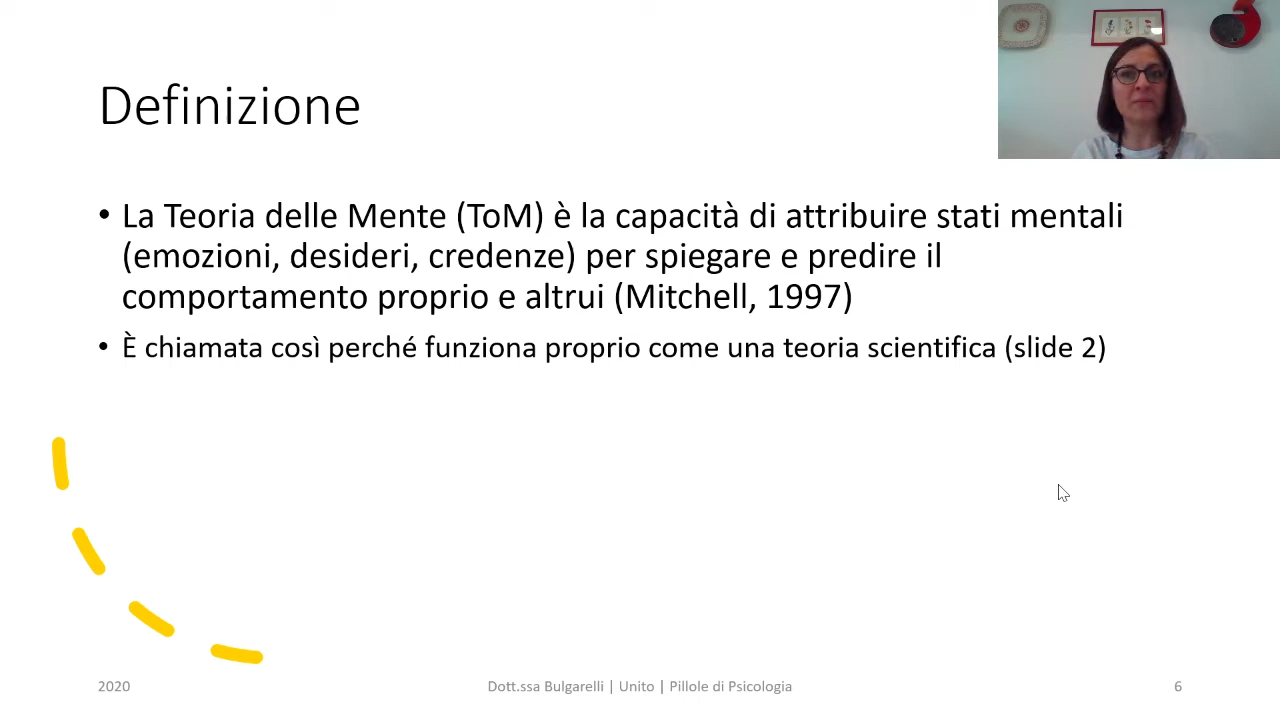 Definizione
• La Teoria delle Mente (ToM) è la capacità di attribuire stati mentali
(emozioni, desideri, credenze) per spiegare e predire il
comportamento proprio e altrui (Mitchell, 1997)
• È chiamata così perché funziona proprio come una teoria scientifica (slide 2)
2020
Dott.ssa Bulgarelli | Unito | Pillole di Psicologia
6